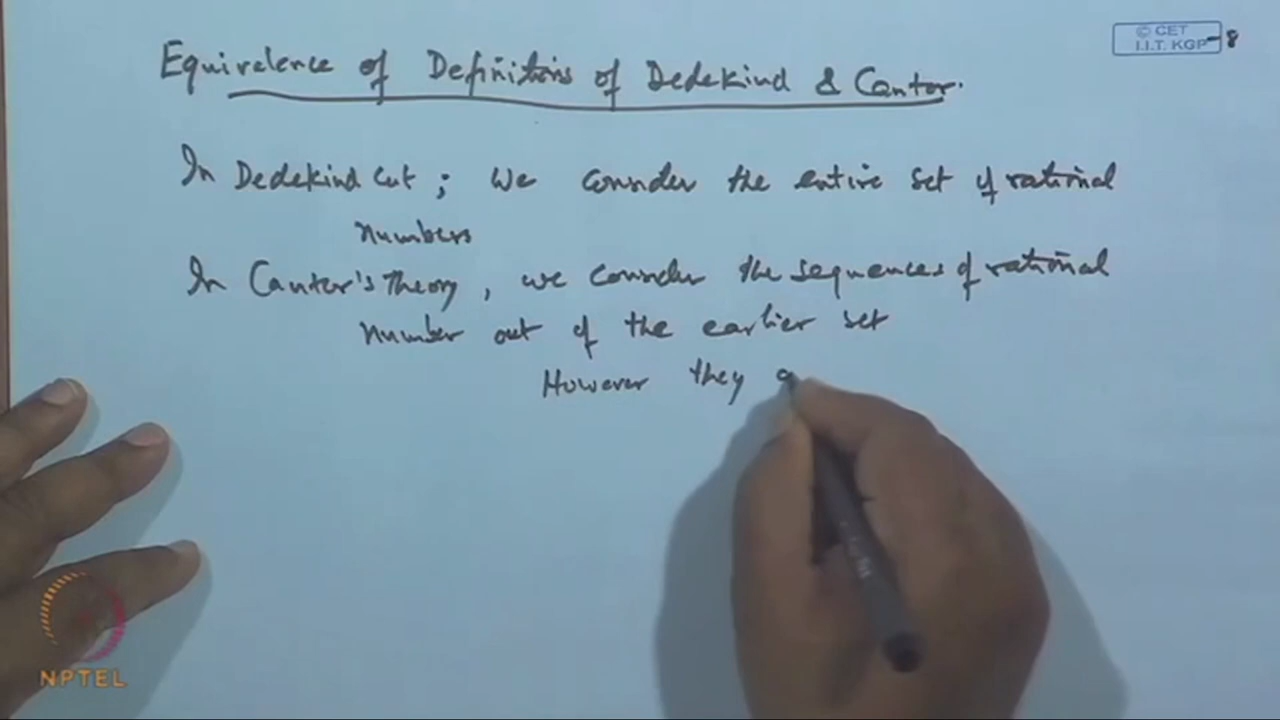 © CET
I.I.T. KGP -8
Equivalence of Definitions of Dedekind & Cantor.
In Dedekind cut ; we consider the entire set of rational
numbers
In Cantor's Theory , we consider the sequences of rational
number out of the earlier set
However they a
NPTEL